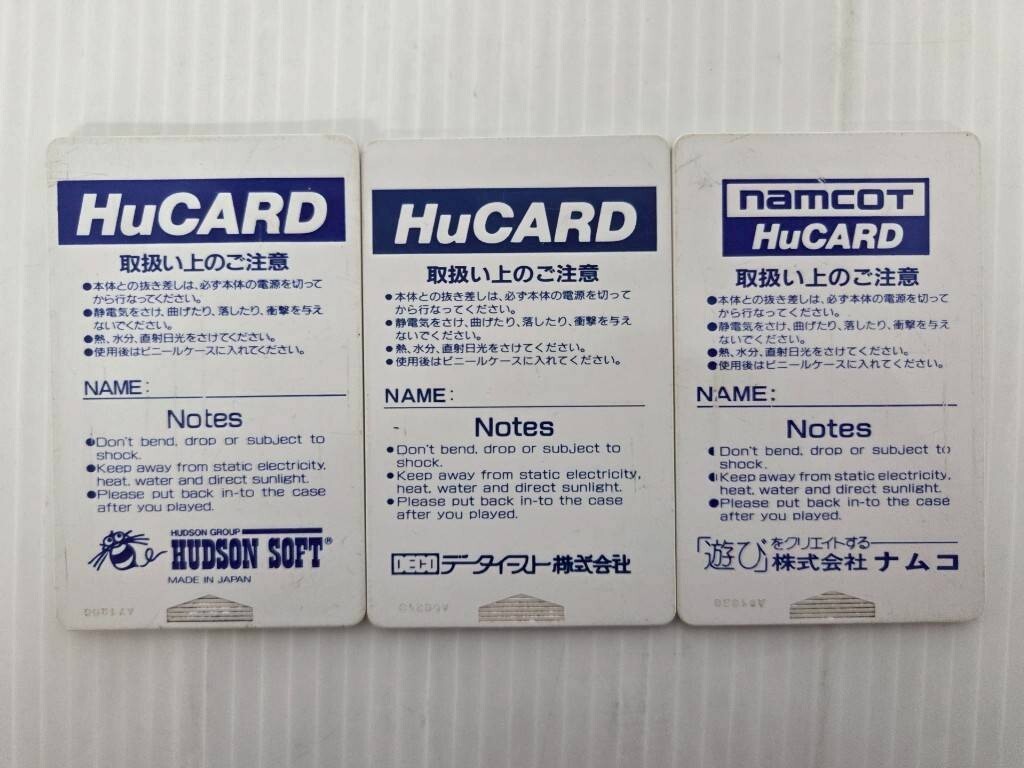 HuCARD
取扱い上のご注意
●本体との抜き差しは、必ず本体の電源を切って
から行なってください。
●静電気をさけ、曲げたり、落したり、衝撃を与え
ないでください。
●熱、水分、直射日光をさけてください。
●使用後はビニールケースに入れてください。
NAME:
Notes
●Don't bend, drop or subject to
shock.
●Keep away from static electricity,
heat, water and direct sunlight.
●Please put back in-to the case
after you played.
HUDSON GROUP
HUDSON SOFT®
MADE IN JAPAN
HuCARD
取扱い上のご注意
●本体との抜き差しは、必ず本体の電源を切って
から行なってください。
●静電気をさけ、曲げたり、落したり、衝撃を与え
ないでください。
●熱、水分、直射日光をさけてください。
●使用後はビニールケースに入れてください。
NAME:
Notes
●Don't bend, drop or subject to
shock.
●Keep away from static electricity,
heat, water and direct sunlight.
●Please put back in-to the case
after you played.
DECO データイースト株式会社
namcot
HuCARD
取扱い上のご注意
●本体との抜き差しは、必ず本体の電源を切って
から行なってください。
●静電気をさけ、曲げたり、落したり、衝撃を与え
ないでください。
●熱、水分、直射日光をさけてください。
●使用後はビニールケースに入れてください。
NAME:
Notes
●Don't bend, drop or subject to
shock.
●Keep away from static electricity,
heat, water and direct sunlight.
●Please put back in-to the case
after you played.
「遊び」をクリエイトする
株式会社 ナムコ